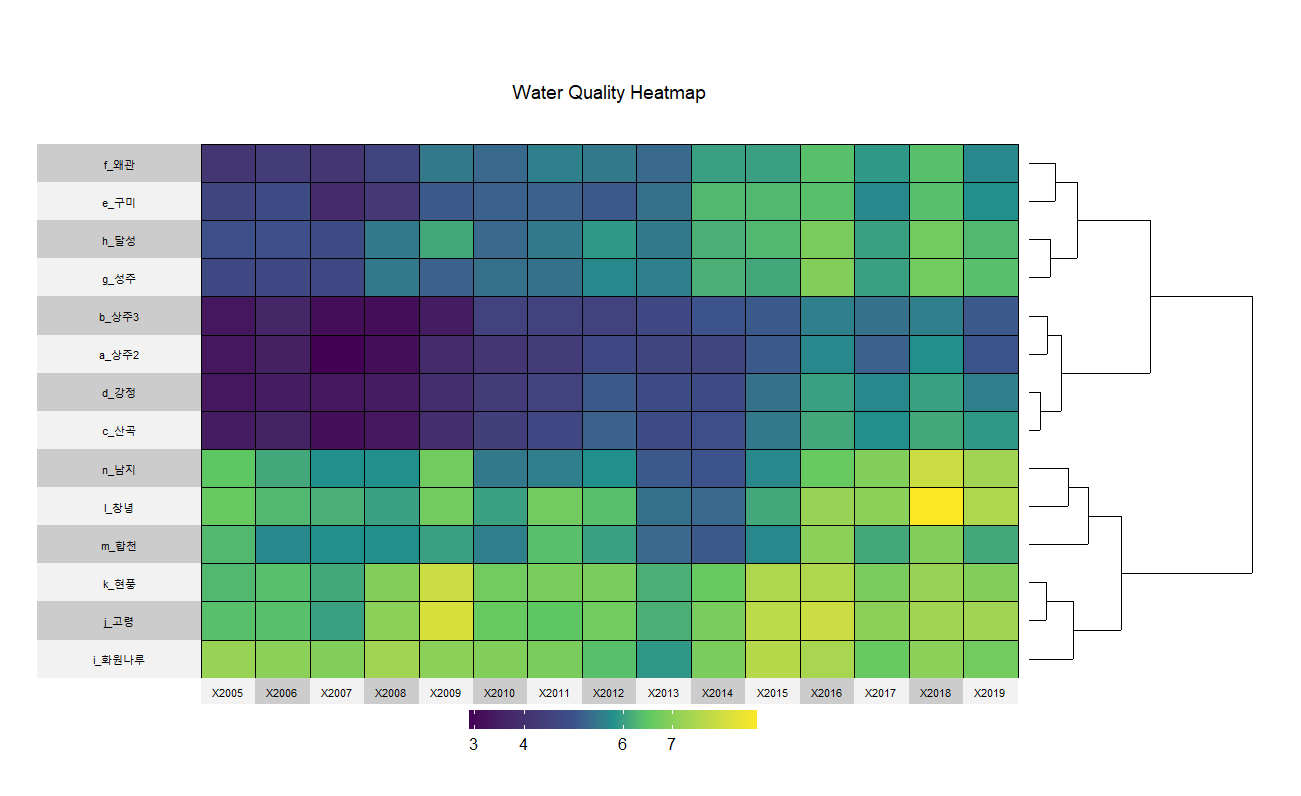 Water Quality Heatmap
f_왜관
e_구미
h_달성
g_성주
b_상주3
a_상주2
d_강정
c_산곡
n_남지
l_창녕
m_합천
k_현풍
j_고령
i_화원나루
X2005 X2006 X2007 X2008 X2009 X2010 X2011 X2012 X2013 X2014 X2015 X2016 X2017 X2018 X2019
3 4 6 7